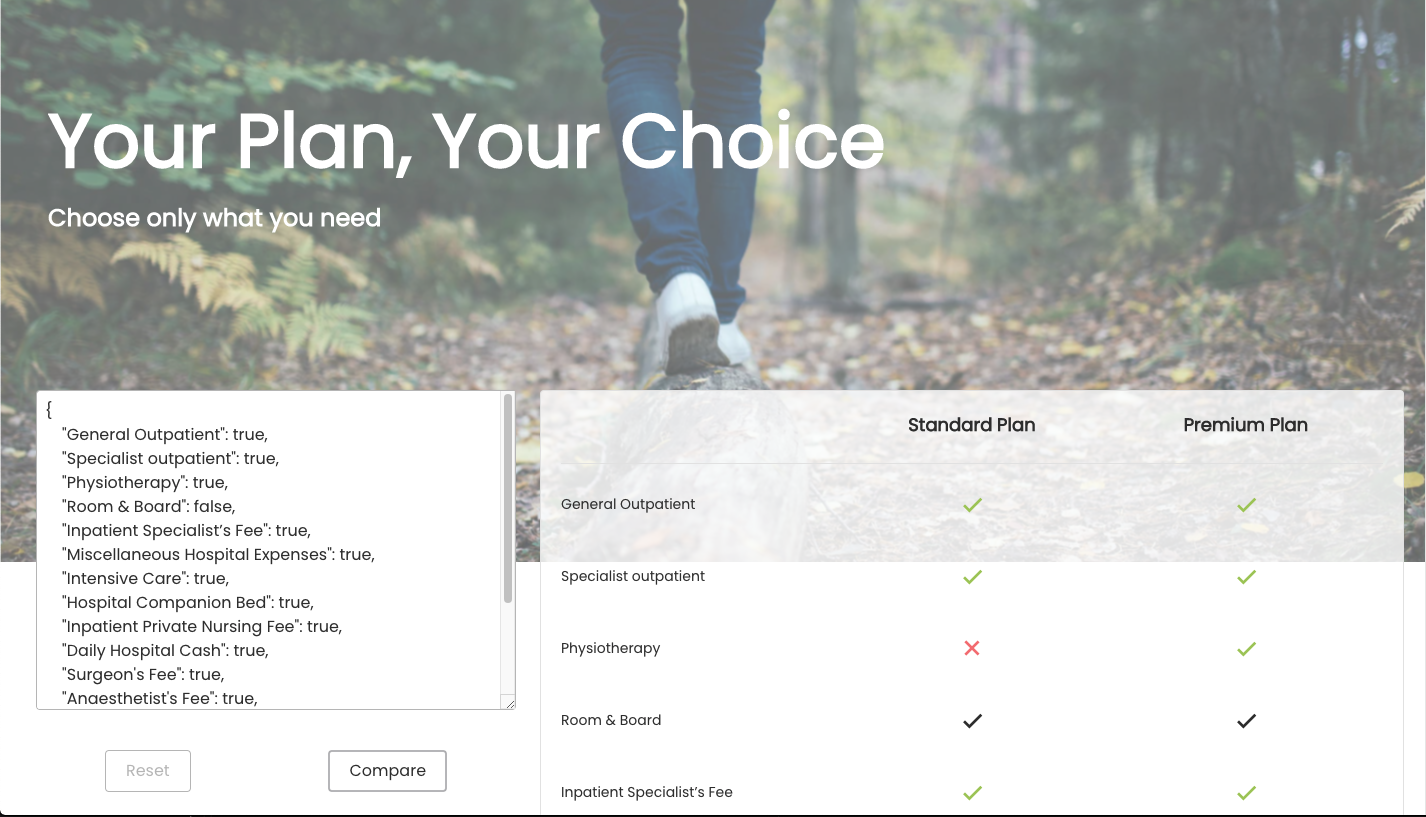 Your Plan, Your Choice
Choose only what you need
{
"General Outpatient": true,
"Specialist outpatient": true,
"Physiotherapy": true,
"Room & Board": false,
"Inpatient Specialist’s Fee": true,
"Miscellaneous Hospital Expenses": true,
"Intensive Care": true,
"Hospital Companion Bed": true,
"Inpatient Private Nursing Fee": true,
"Daily Hospital Cash": true,
"Surgeon's Fee": true,
"Anaesthetist's Fee": true,
Reset Compare
Standard Plan Premium Plan
General Outpatient
Specialist outpatient
Physiotherapy
Room & Board
Inpatient Specialist’s Fee